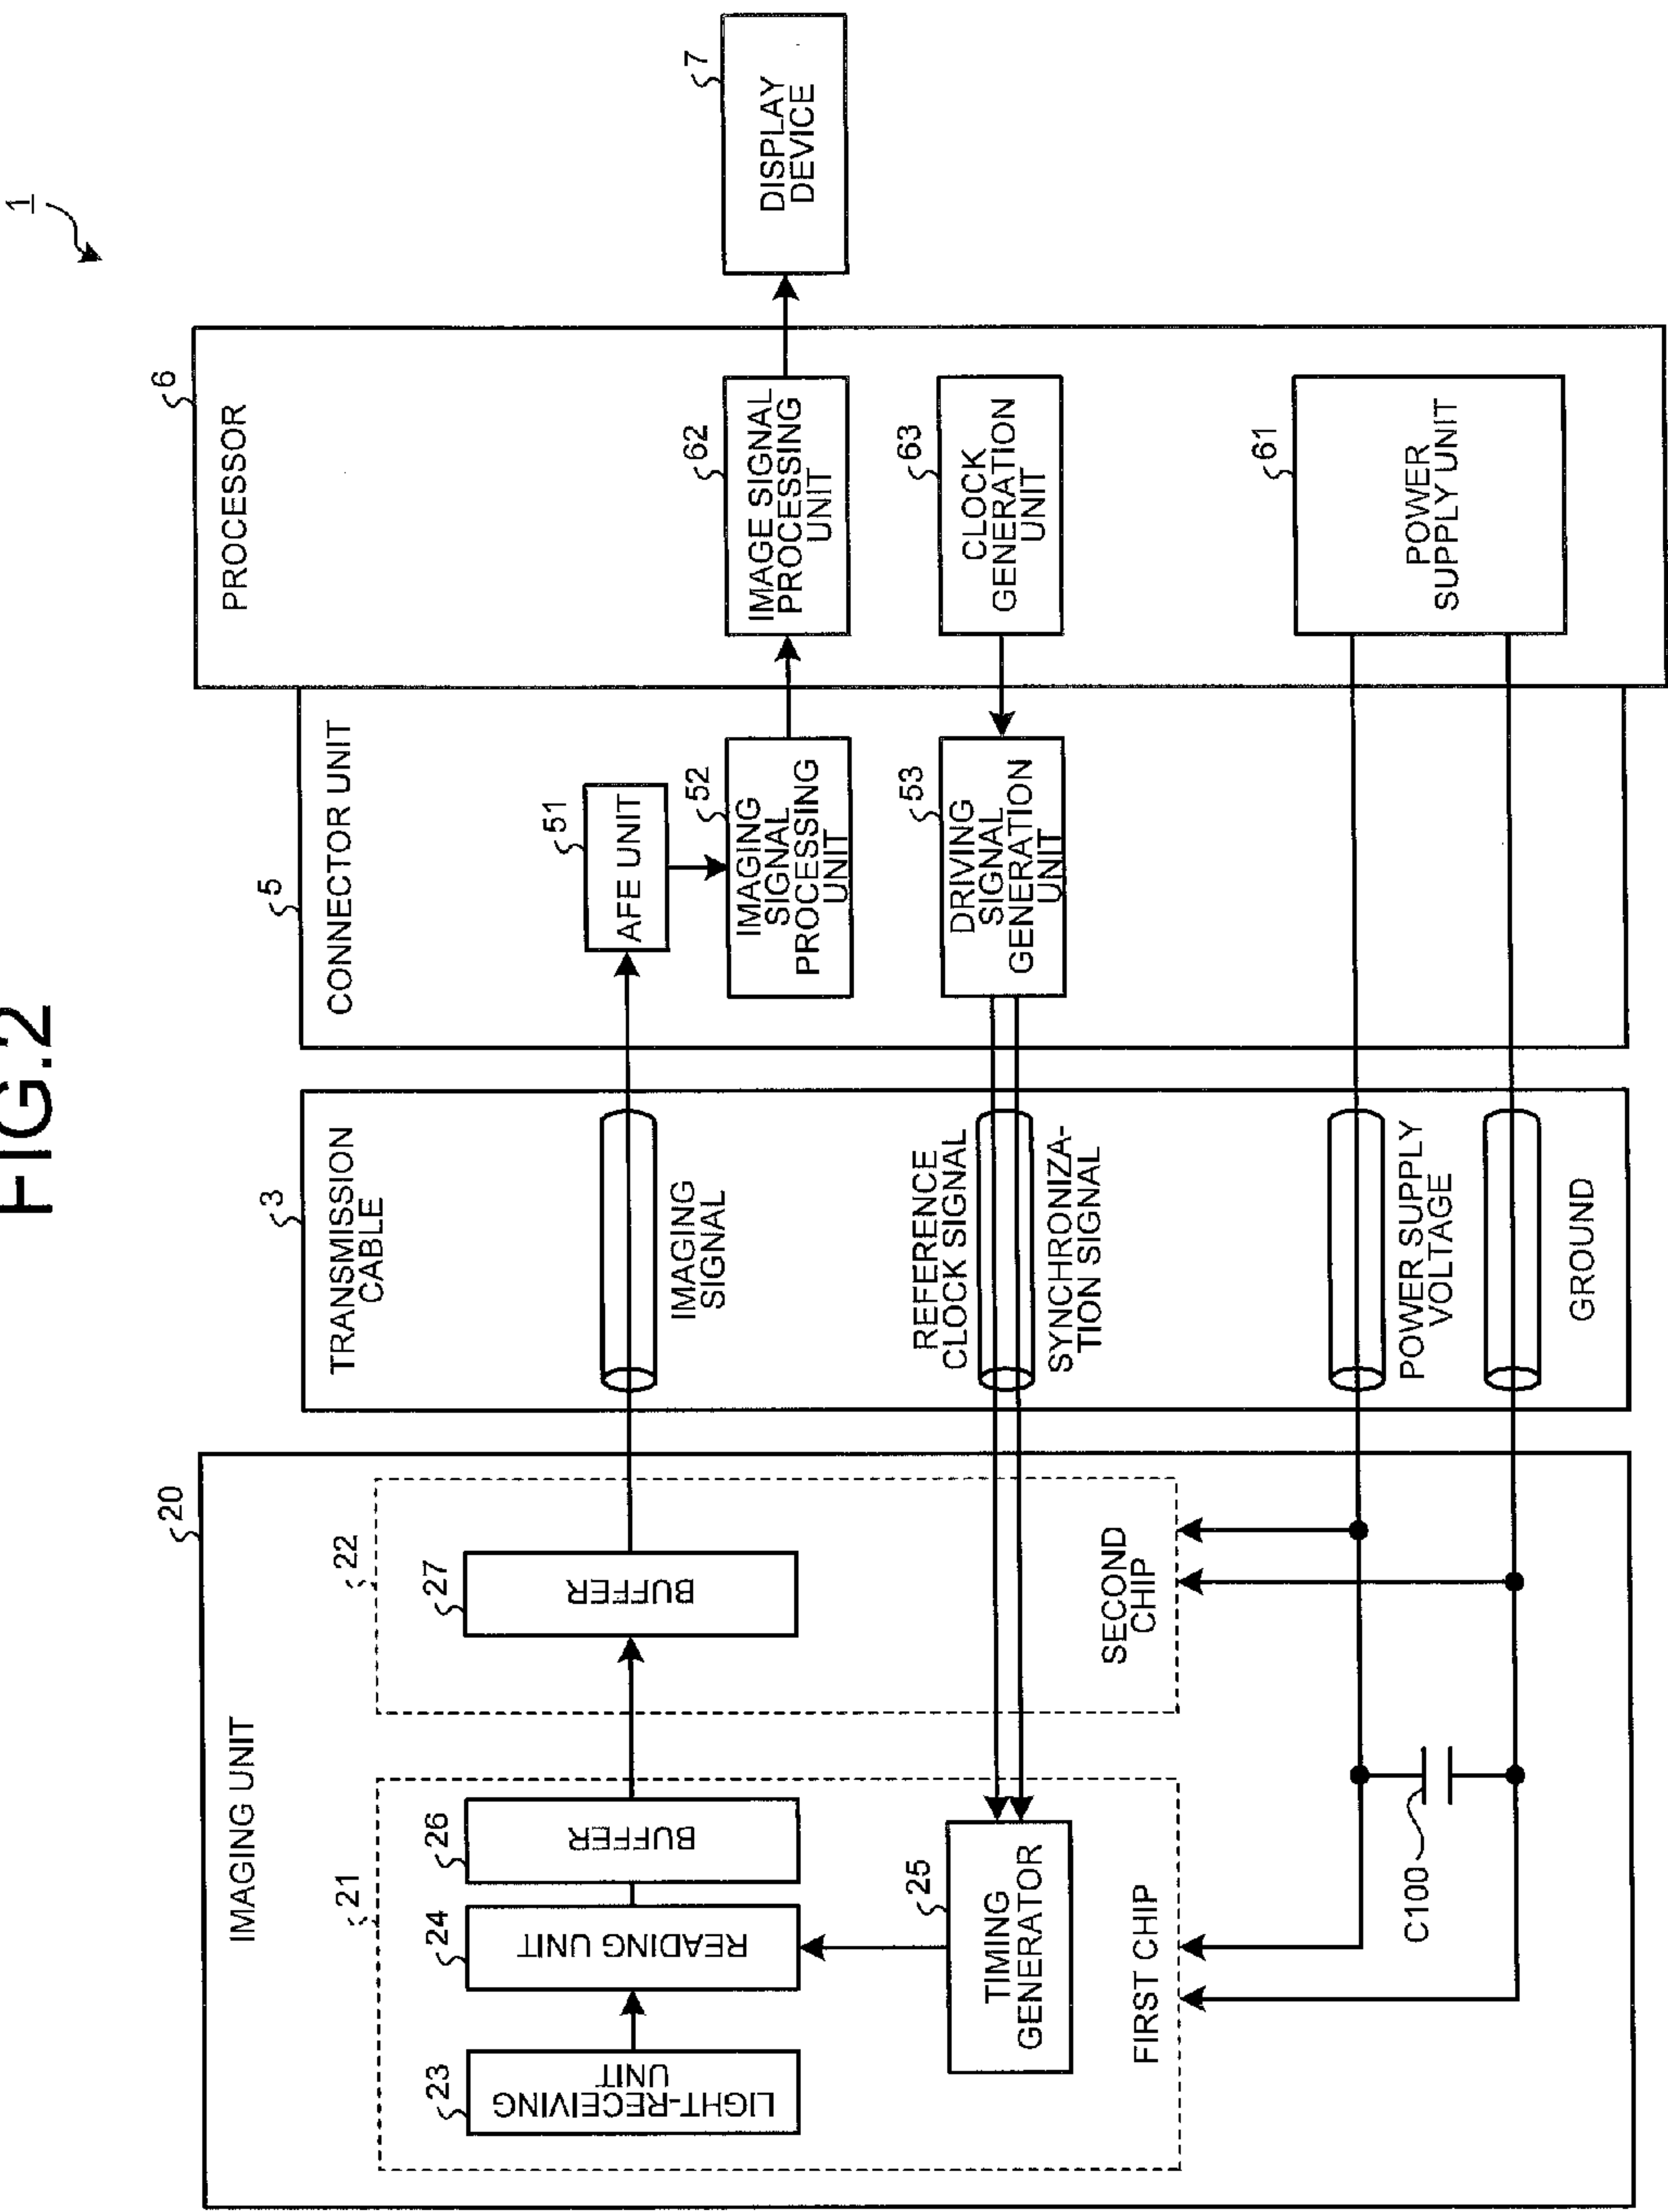 FIG.2
1
20
IMAGING UNIT
21
23
LIGHT-RECEIVING
UNIT
24
READING UNIT
26
BUFFER
25
TIMING
GENERATOR
FIRST CHIP
22
27
BUFFER
SECOND
CHIP
C100
3
TRANSMISSION
CABLE
IMAGING
SIGNAL
REFERENCE
CLOCK SIGNAL
SYNCHRONIZA-
TION SIGNAL
POWER SUPPLY
VOLTAGE
GROUND
5
CONNECTOR UNIT
51
AFE UNIT
52
IMAGING
SIGNAL
PROCESSING
UNIT
53
DRIVING
SIGNAL
GENERATION
UNIT
6
PROCESSOR
62
IMAGE SIGNAL
PROCESSING
UNIT
63
CLOCK
GENERATION
UNIT
61
POWER
SUPPLY UNIT
7
DISPLAY
DEVICE